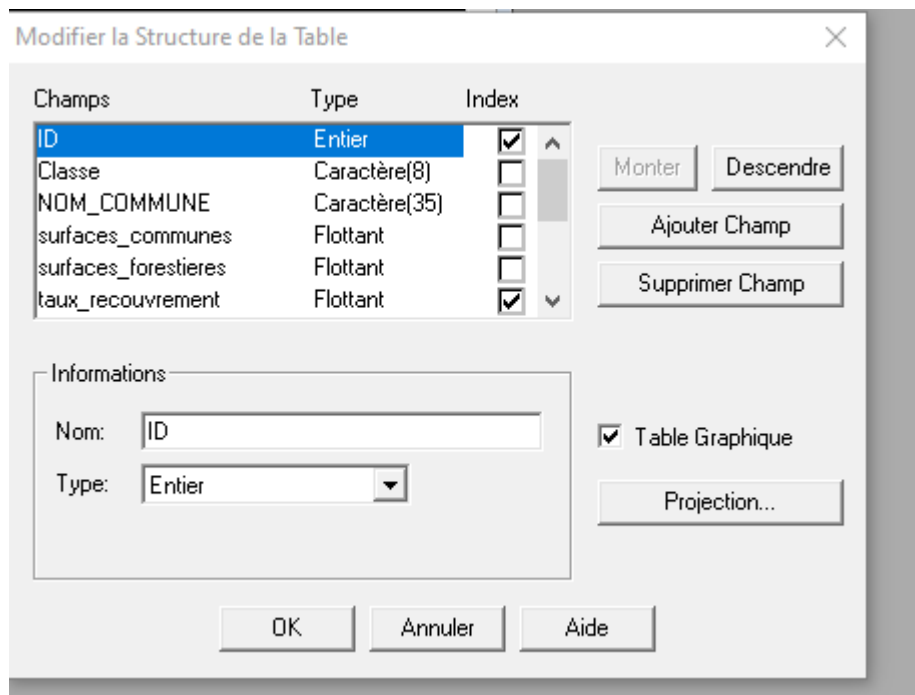 Modifier la Structure de la Table
Champs Type Index
ID Entier
Classe Caractère(8)
NOM_COMMUNE Caractère(35)
surfaces_communes Flottant
surfaces_forestieres Flottant
taux_recouvrement Flottant
Monter Descendre
Ajouter Champ
Supprimer Champ
Informations
Nom: ID
Type: Entier
Table Graphique
Projection...
OK Annuler Aide